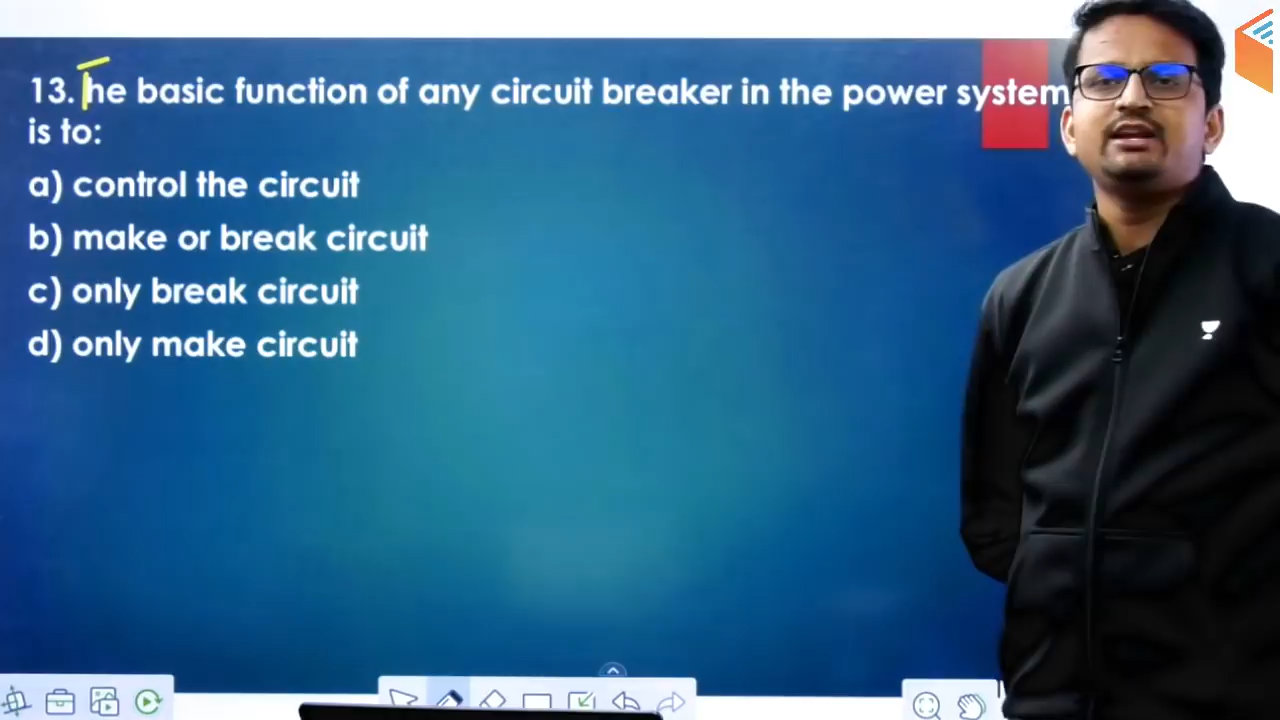 13. The basic function of any circuit breaker in the power system
is to:
a) control the circuit
b) make or break circuit
c) only break circuit
d) only make circuit